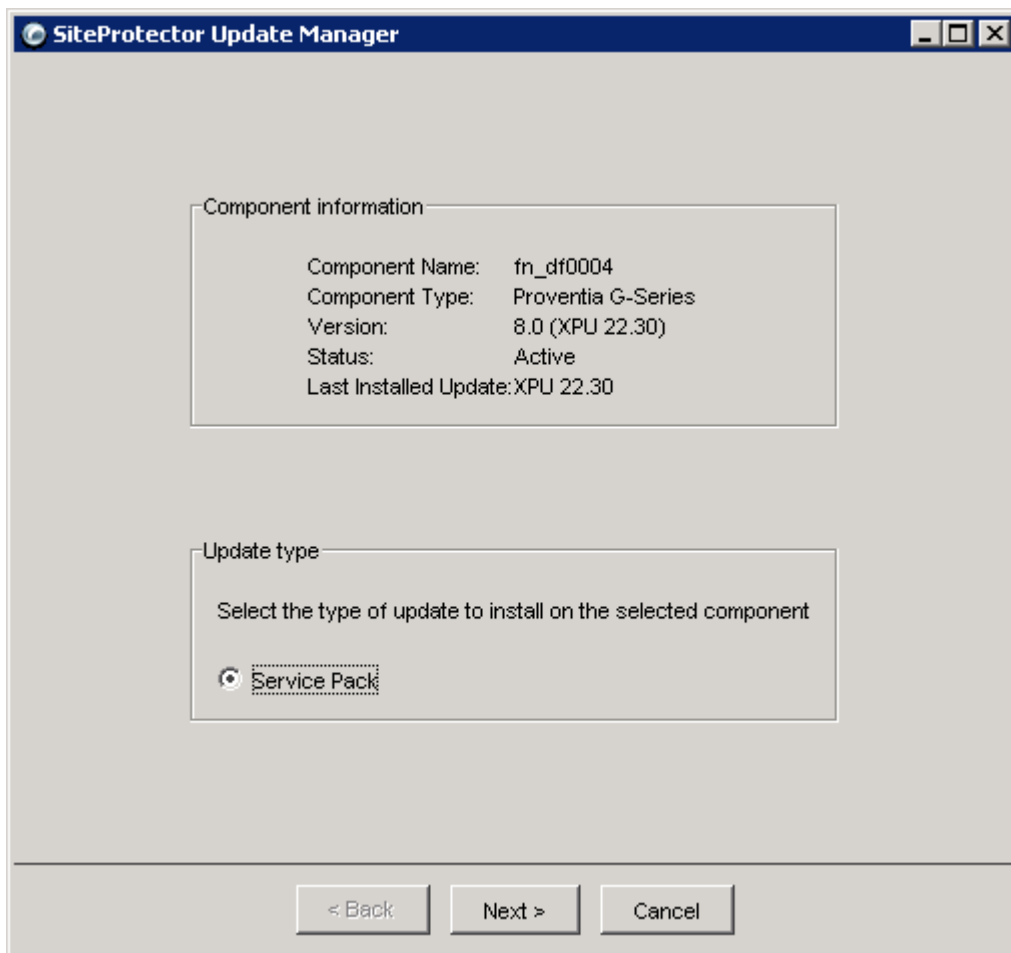 SiteProtector Update Manager
Component information
Component Name: fn_df0004
Component Type: Proventia G-Series
Version: 8.0 (XPU 22.30)
Status: Active
Last Installed Update: XPU 22.30
Update type
Select the type of update to install on the selected component
Service Pack
< Back Next > Cancel